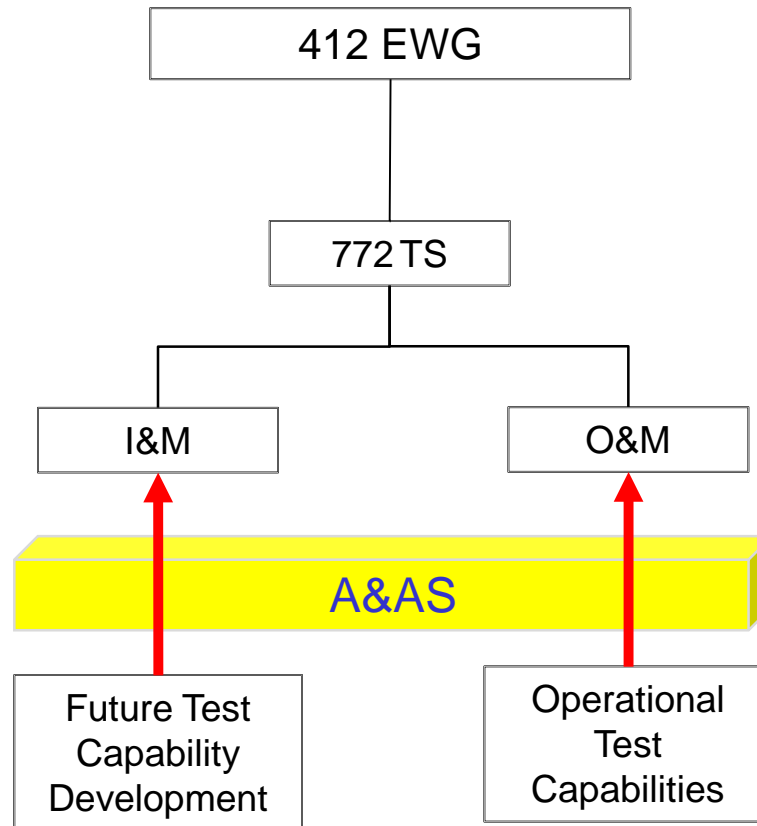 412 EWG
772 TS
I&M
O&M
A&AS
Future Test
Capability
Development
Operational
Test
Capabilities